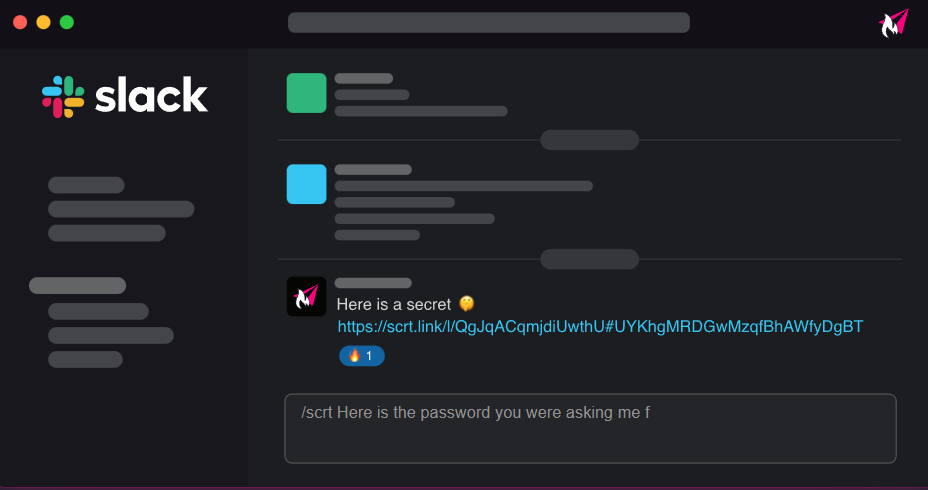 slack
Here is a secret 🤫
https://scrt.link/l/QgJqACqmjdiUwthU#UYKhgMRDGwMzqfBhAWfyDgBT
🔥 1
/scrt Here is the password you were asking me f